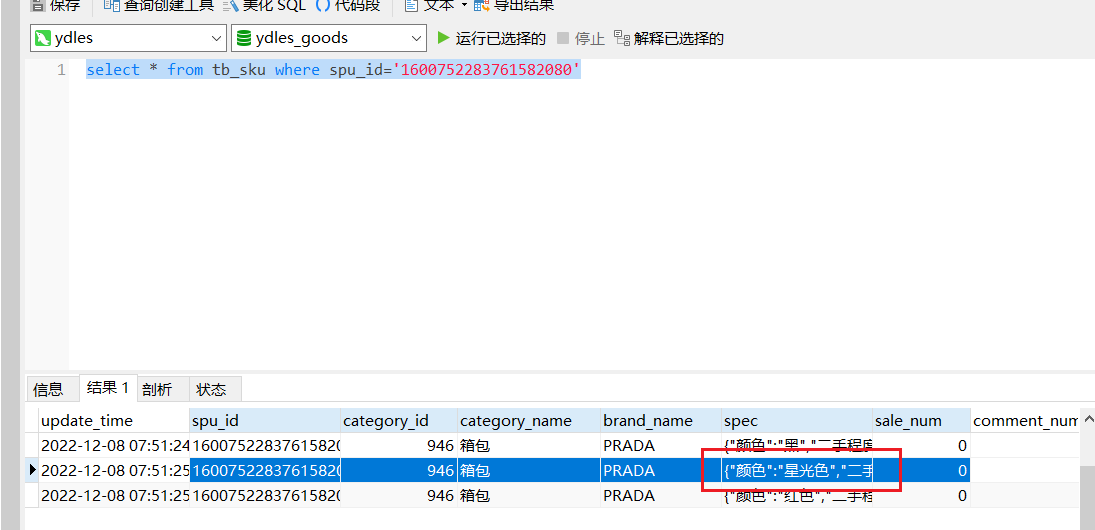 保存 查询创建工具 美化 SQL 代码段 文本 导出结果
ydles ydles_goods 运行已选择的 停止 解释已选择的
1 select * from tb_sku where spu_id='1600752283761582080'
信息 结果 1 剖析 状态
update_time spu_id category_id category_name brand_name spec sale_num comment_num
2022-12-08 07:51:24 16007522837615820 946 箱包 PRADA {"颜色":"黑","二手程度 0
2022-12-08 07:51:25 16007522837615820 946 箱包 PRADA {"颜色":"星光色","二手 0
2022-12-08 07:51:25 16007522837615820 946 箱包 PRADA {"颜色":"红色","二手程 0